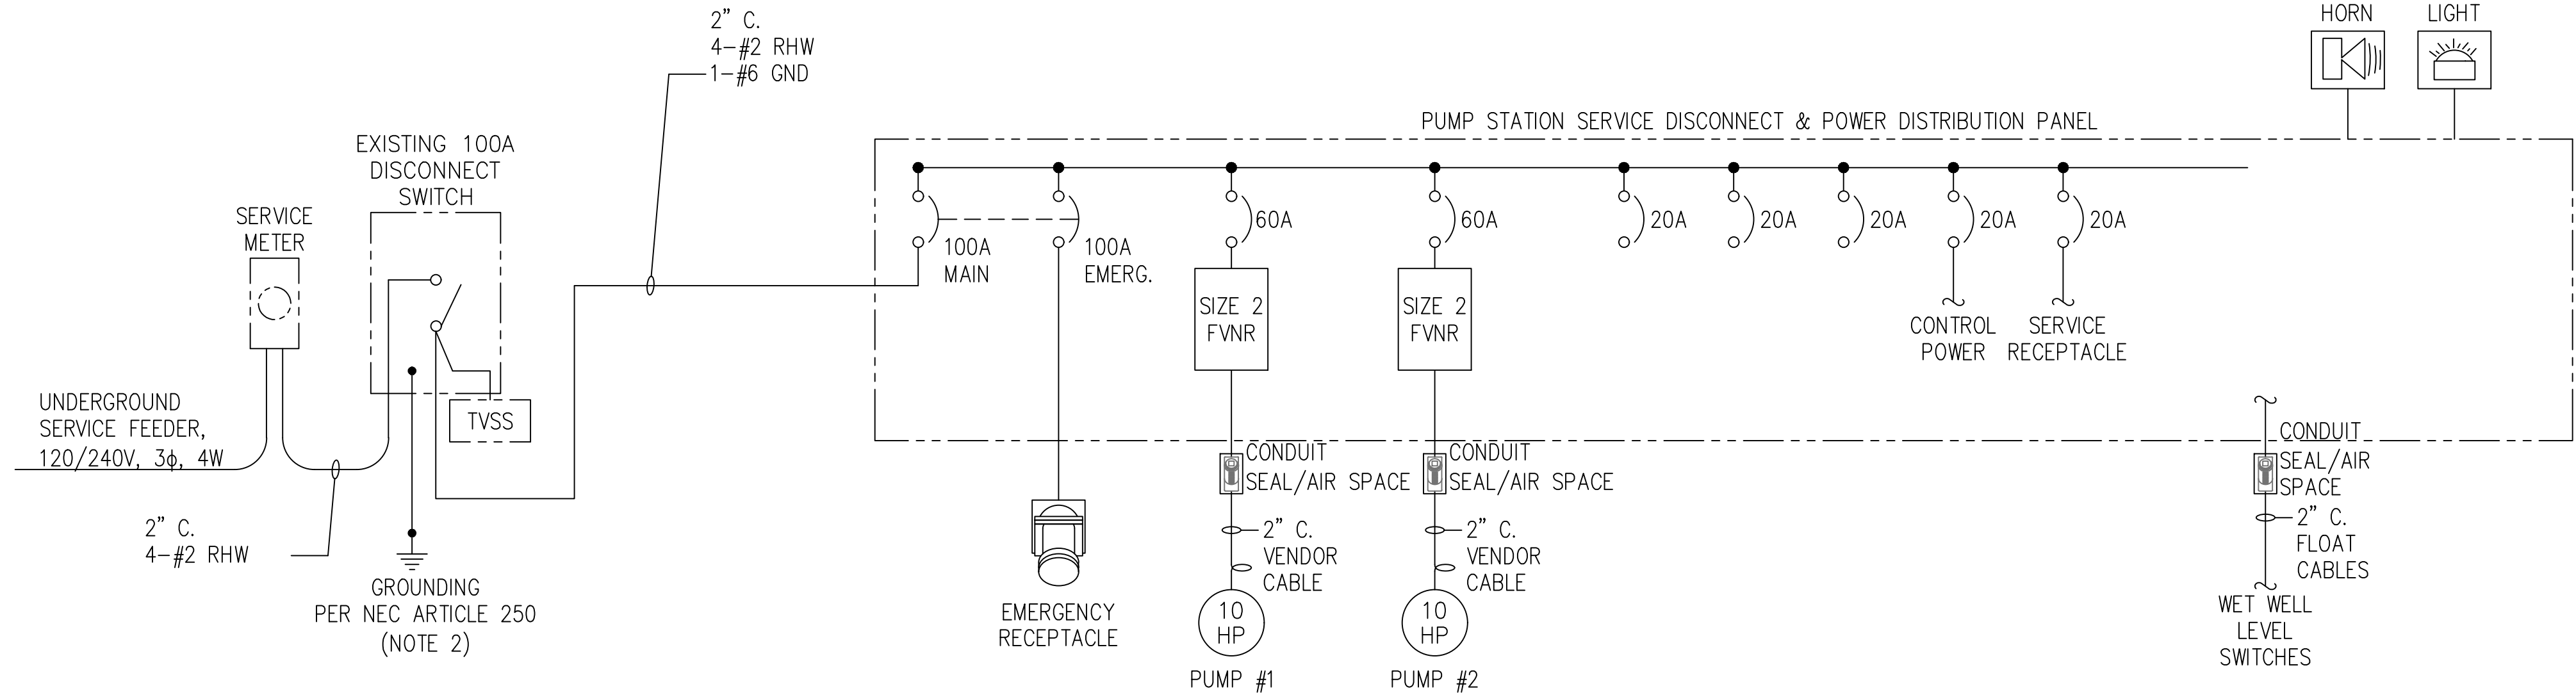 2" C.
4-#2 RHW
1-#6 GND
HORN
LIGHT
PUMP STATION SERVICE DISCONNECT & POWER DISTRIBUTION PANEL
EXISTING 100A
DISCONNECT
SWITCH
SERVICE
METER
TVSS
UNDERGROUND
SERVICE FEEDER,
120/240V, 3ϕ, 4W
2" C.
4-#2 RHW
GROUNDING
PER NEC ARTICLE 250
(NOTE 2)
100A
MAIN
100A
EMERG.
60A
60A
20A
20A
20A
20A
20A
SIZE 2
FVNR
SIZE 2
FVNR
CONTROL
POWER
SERVICE
RECEPTACLE
CONDUIT
SEAL/AIR SPACE
CONDUIT
SEAL/AIR SPACE
CONDUIT
SEAL/AIR
SPACE
2" C.
VENDOR
CABLE
2" C.
VENDOR
CABLE
2" C.
FLOAT
CABLES
EMERGENCY
RECEPTACLE
10
HP
PUMP #1
10
HP
PUMP #2
WET WELL
LEVEL
SWITCHES